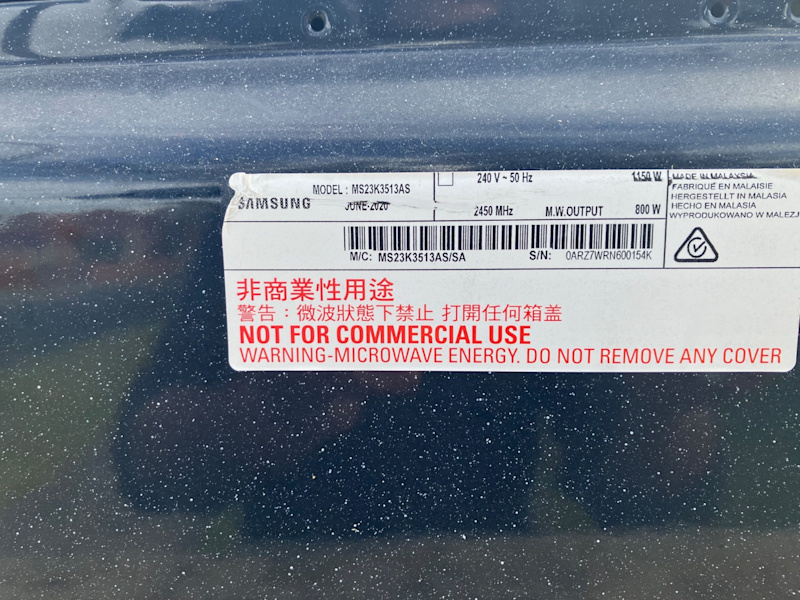 MODEL : MS23K3513AS
SAMSUNG
JUNE-2020
240 V ~ 50 Hz 1150 W
2450 MHz M.W.OUTPUT 800 W
MADE IN MALAYSIA
FABRIQUÉ EN MALAISIE
HERGESTELLT IN MALASIA
HECHO EN MALASIA
WYPRODUKOWANO W MALEZJ
M/C: MS23K3513AS/SA S/N: 0ARZ7WRN600154K
非商業性用途
警告：微波狀態下禁止 打開任何箱盖
NOT FOR COMMERCIAL USE
WARNING-MICROWAVE ENERGY. DO NOT REMOVE ANY COVER